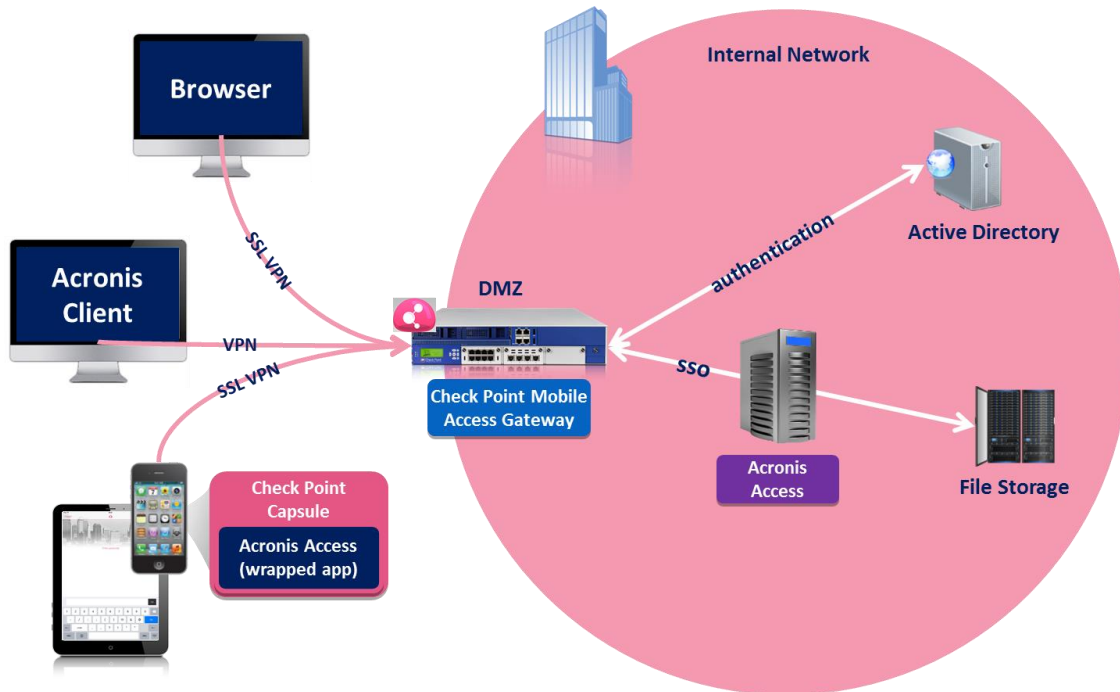 Browser
Internal Network
SSL VPN
authentication
Active Directory
Acronis
Client
DMZ
VPN
SSL VPN
SSO
Check Point Mobile
Access Gateway
Acronis
Access
File Storage
Check Point
Capsule
Acronis Access
(wrapped app)